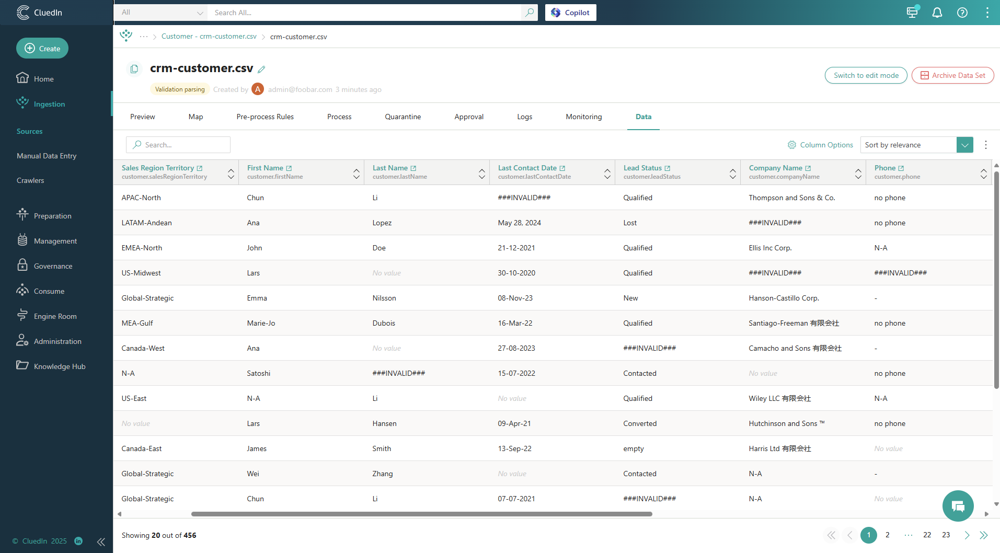 CluedIn
All
Search All...
Copilot
··· > Customer - crm-customer.csv > crm-customer.csv
Create
Home
Ingestion
Sources
Manual Data Entry
Crawlers
Preparation
Management
Governance
Consume
Engine Room
Administration
Knowledge Hub
© CluedIn 2025 in
crm-customer.csv
Validation parsing Created by A admin@foobar.com 3 minutes ago
Switch to edit mode
Archive Data Set
Preview Map Pre-process Rules Process Quarantine Approval Logs Monitoring Data
Search...
Column Options
Sort by relevance
Sales Region Territory First Name Last Name Last Contact Date Lead Status Company Name Phone
customer.salesRegionTerritory customer.firstName customer.lastName customer.lastContactDate customer.leadStatus customer.companyName customer.phone
APAC-North Chun Li ###INVALID### Qualified Thompson and Sons & Co. no phone
LATAM-Andean Ana Lopez May 28, 2024 Lost ###INVALID### no phone
EMEA-North John Doe 21-12-2021 Qualified Ellis Inc Corp. N-A
US-Midwest Lars No value 30-10-2020 Qualified ###INVALID### ###INVALID###
Global-Strategic Emma Nilsson 08-Nov-23 New Hanson-Castillo Corp. -
MEA-Gulf Marie-Jo Dubois 16-Mar-22 Qualified Santiago-Freeman 有限会社 no phone
Canada-West Ana No value 27-08-2023 ###INVALID### Camacho and Sons 有限会社 -
N-A Satoshi ###INVALID### 15-07-2022 Contacted No value no phone
US-East N-A Li No value Qualified Wiley LLC 有限会社 N-A
No value Lars Hansen 09-Apr-21 Converted Hutchinson and Sons ™ no phone
Canada-East James Smith 13-Sep-22 empty Harris Ltd 有限会社 No value
Global-Strategic Wei Zhang No value Contacted N-A -
Global-Strategic Chun Li 07-07-2021 ###INVALID### N-A No value
Showing 20 out of 456
1 2 ··· 22 23